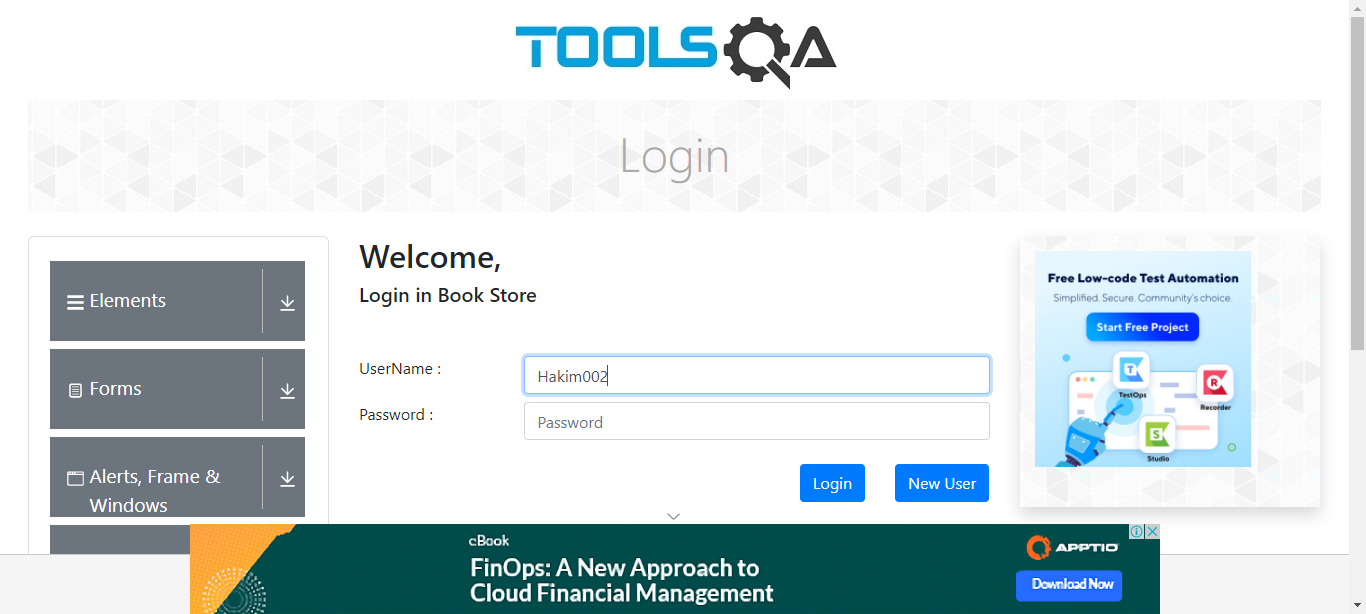 TOOLSQA
Login
Elements
Forms
Alerts, Frame &
Windows
Welcome,
Login in Book Store
UserName :
Hakim002
Password :
Password
Login
New User
Free Low-code Test Automation
Simplified. Secure. Community's choice.
Start Free Project
TestOps
Recorder
Studio
eBook
FinOps: A New Approach to
Cloud Financial Management
APPTIO
Download Now